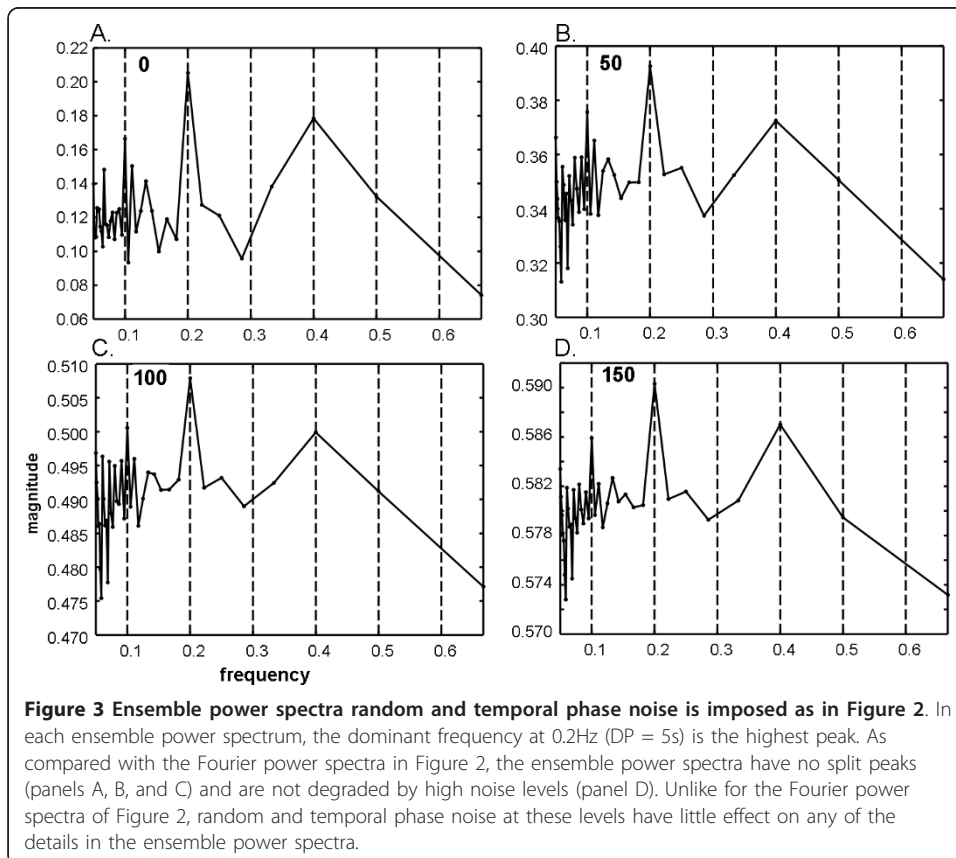 A.
0
0.22
0.20
0.18
0.16
0.14
0.12
0.10
0.08
0.06
0.1 0.2 0.3 0.4 0.5 0.6
B.
50
0.40
0.38
0.36
0.34
0.32
0.30
0.1 0.2 0.3 0.4 0.5 0.6
C.
100
0.510
0.505
0.500
0.495
0.490
0.485
0.480
0.475
0.470
magnitude
0.1 0.2 0.3 0.4 0.5 0.6
frequency
D.
150
0.590
0.586
0.582
0.578
0.574
0.570
0.1 0.2 0.3 0.4 0.5 0.6
Figure 3 Ensemble power spectra random and temporal phase noise is imposed as in Figure 2. In
each ensemble power spectrum, the dominant frequency at 0.2Hz (DP = 5s) is the highest peak. As
compared with the Fourier power spectra in Figure 2, the ensemble power spectra have no split peaks
(panels A, B, and C) and are not degraded by high noise levels (panel D). Unlike for the Fourier power
spectra of Figure 2, random and temporal phase noise at these levels have little effect on any of the
details in the ensemble power spectra.